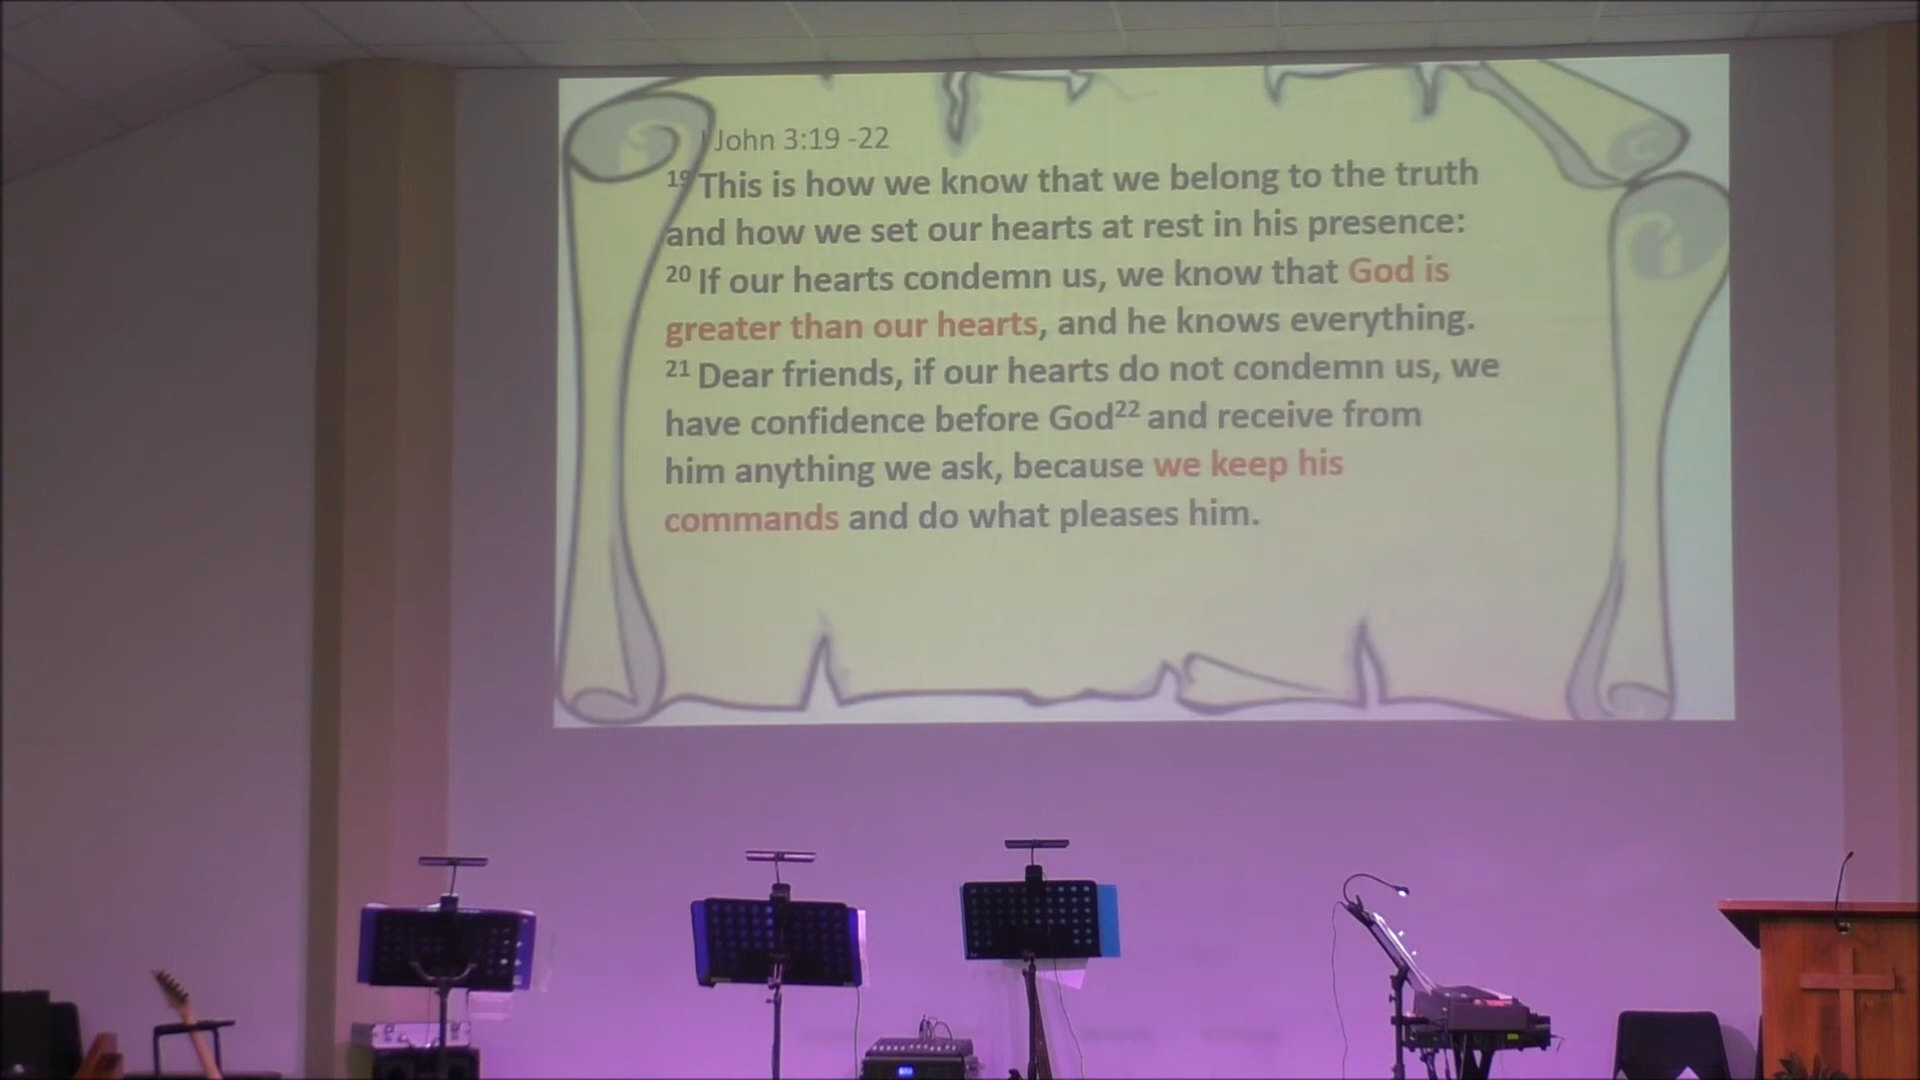 I John 3:19 -22
19 This is how we know that we belong to the truth
and how we set our hearts at rest in his presence:
20 If our hearts condemn us, we know that God is
greater than our hearts, and he knows everything.
21 Dear friends, if our hearts do not condemn us, we
have confidence before God22 and receive from
him anything we ask, because we keep his
commands and do what pleases him.